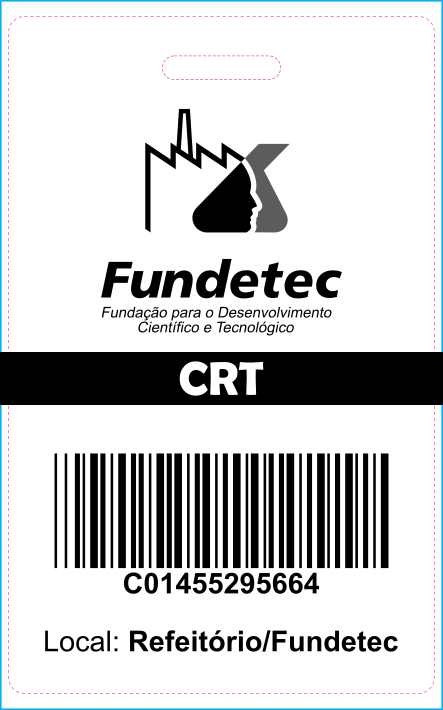 Fundetec
Fundação para o Desenvolvimento
Científico e Tecnológico
CRT
C01455295664
Local: Refeitório/Fundetec